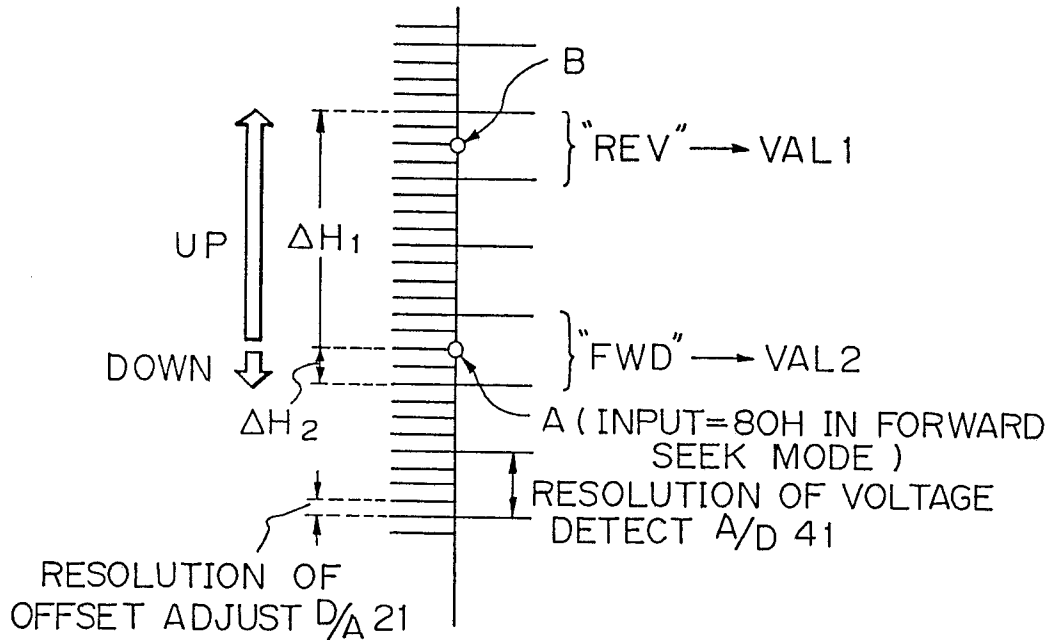 B
"REV" → VAL1
UP
ΔH1
"FWD" → VAL2
DOWN
ΔH2
A ( INPUT=80H IN FORWARD
SEEK MODE )
RESOLUTION OF VOLTAGE
DETECT A/D 41
RESOLUTION OF
OFFSET ADJUST D/A 21